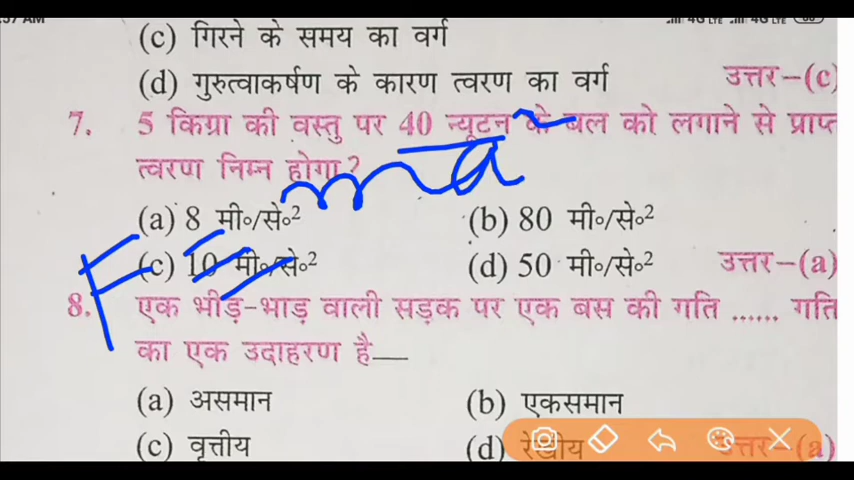 (c) गिरने के समय का वर्ग
(d) गुरुत्वाकर्षण के कारण त्वरण का वर्ग उत्तर–(c)
7. 5 किग्रा की वस्तु पर 40 न्यूटन के बल को लगाने से प्राप्त
त्वरण निम्न होगा?
ma
(a) 8 मी०/से०² (b) 80 मी०/से०²
F =
(c) 10 मी०/से०² (d) 50 मी०/से०² उत्तर–(a)
8. एक भीड़-भाड़ वाली सड़क पर एक बस की गति ...... गति
का एक उदाहरण है—
(a) असमान (b) एकसमान
(c) वृत्तीय (d) रेखीय उत्तर–(a)